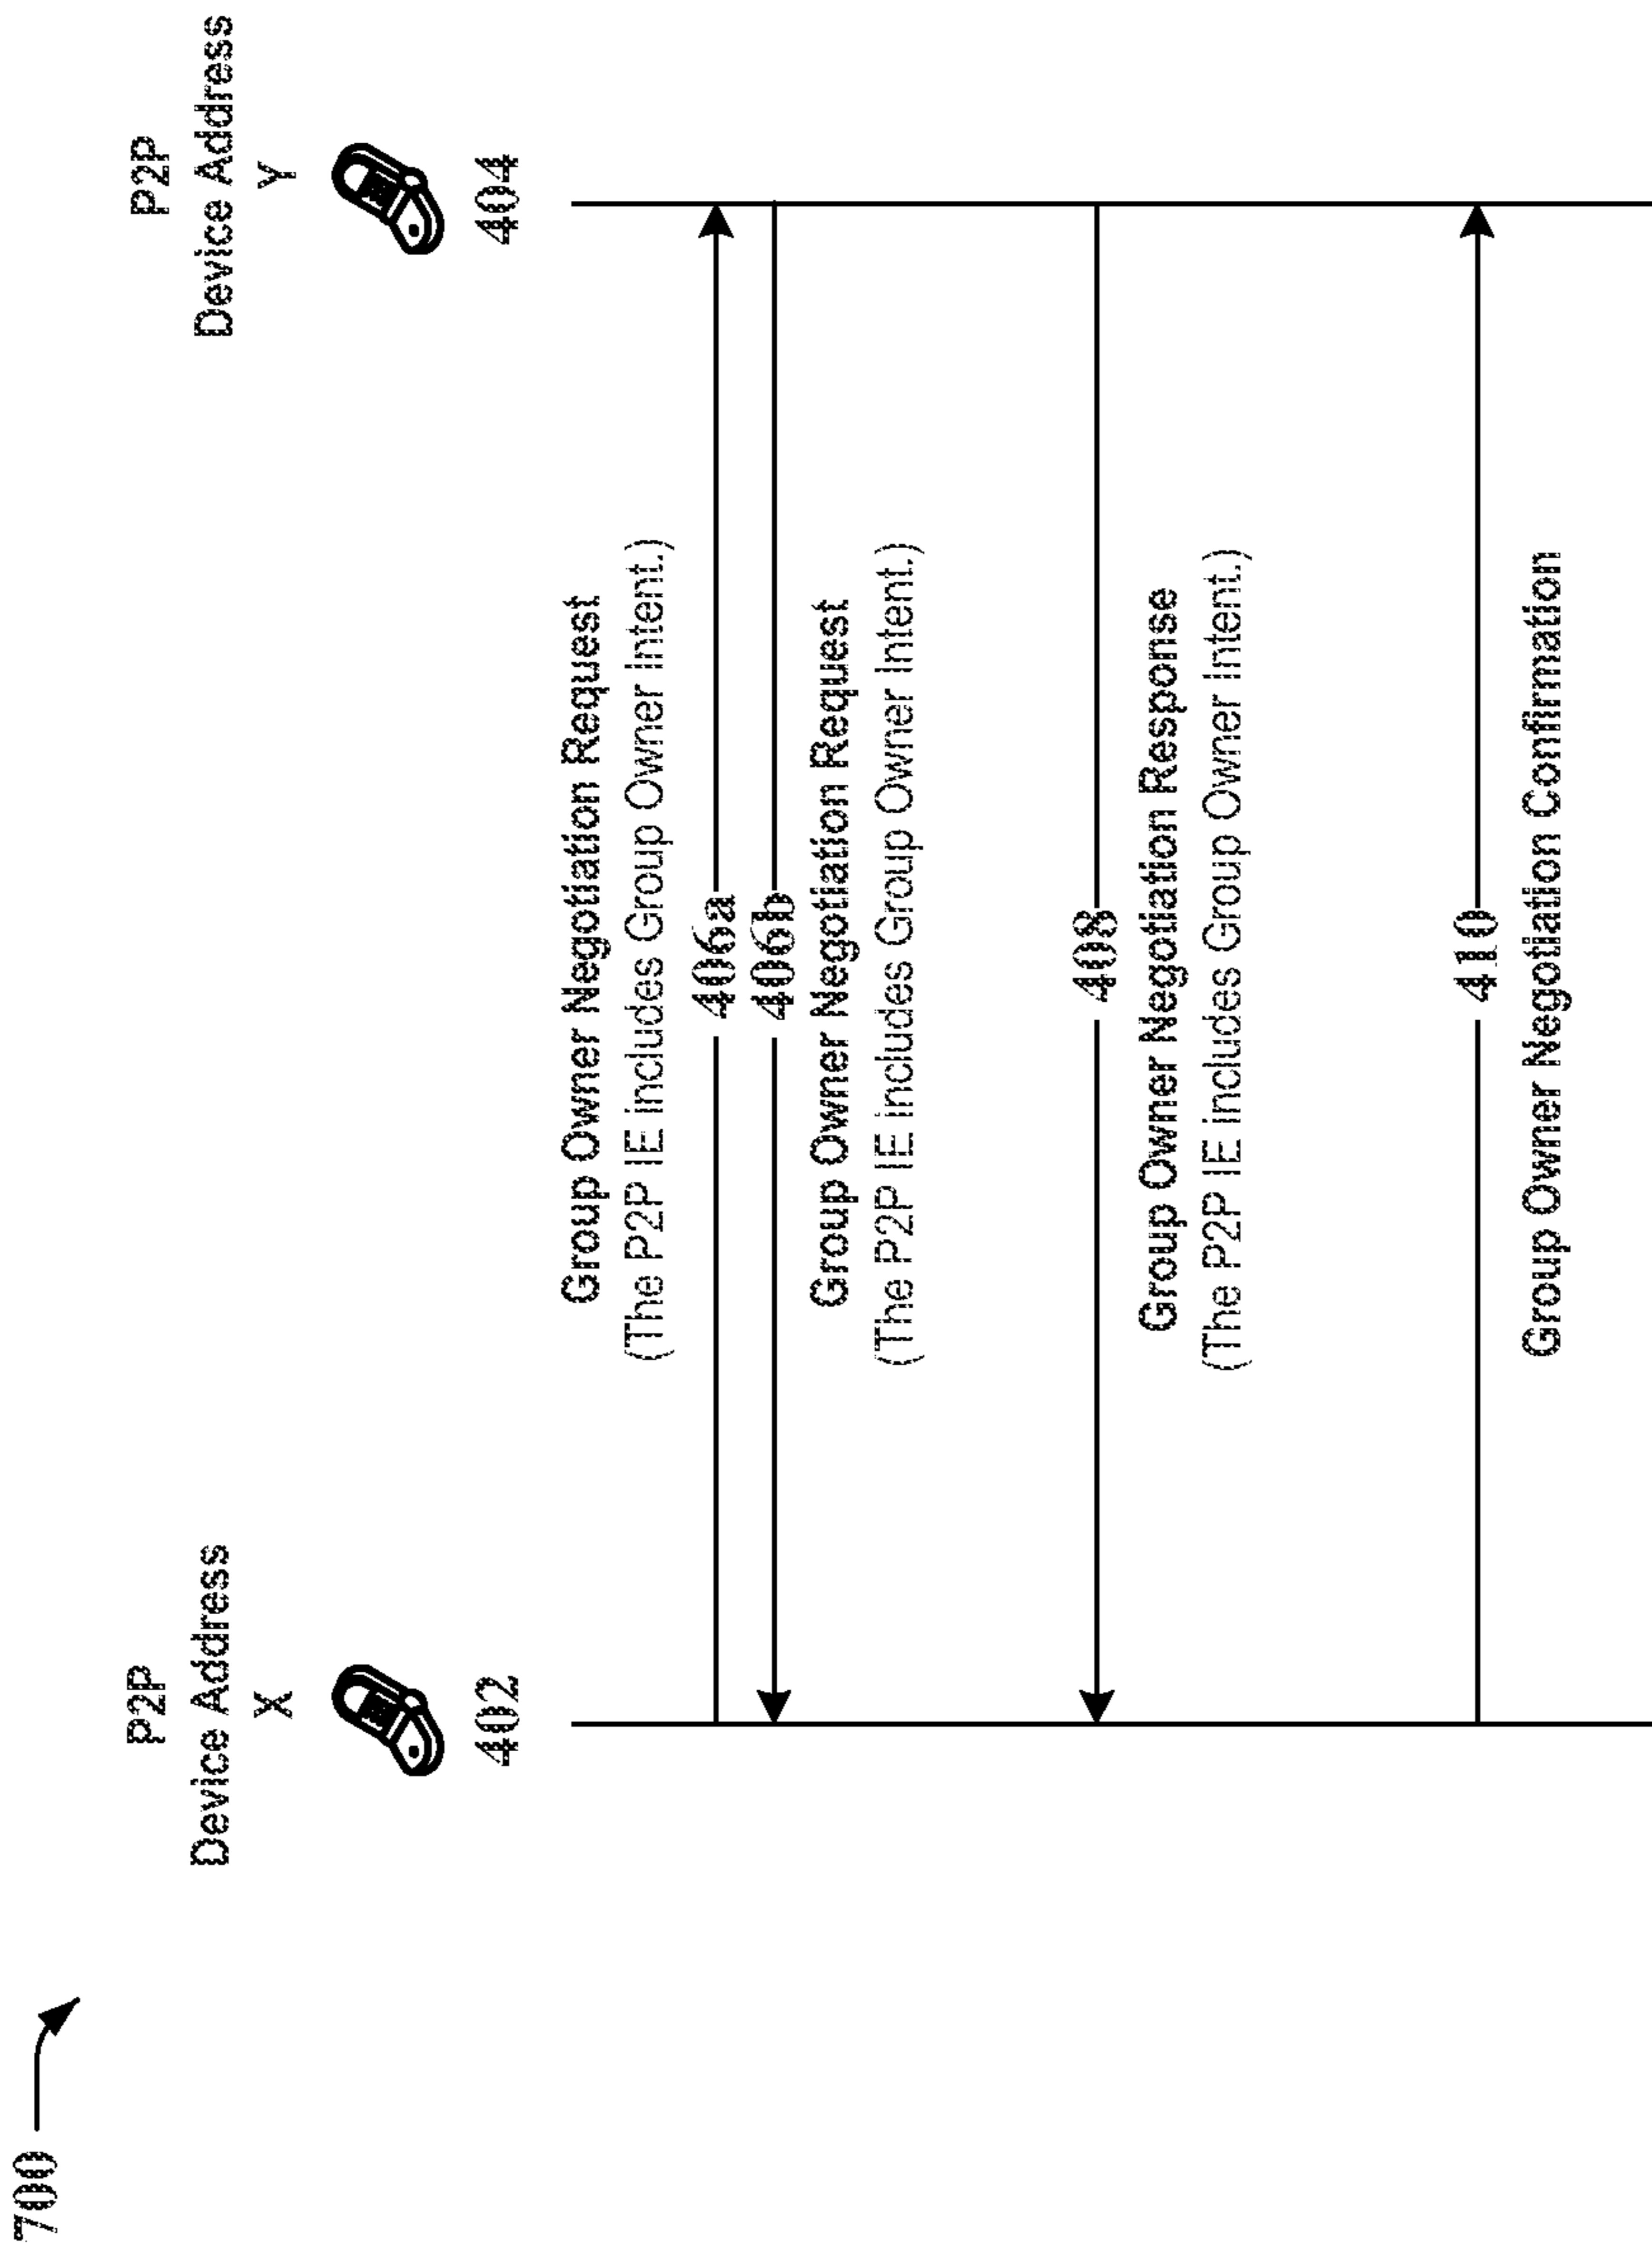 700
P2P
Device Address
X
402
P2P
Device Address
Y
404
Group Owner Negotiation Request
(The P2P IE includes Group Owner Intent.)
406a
406b
Group Owner Negotiation Request
(The P2P IE includes Group Owner Intent.)
408
Group Owner Negotiation Response
(The P2P IE includes Group Owner Intent.)
410
Group Owner Negotiation Confirmation